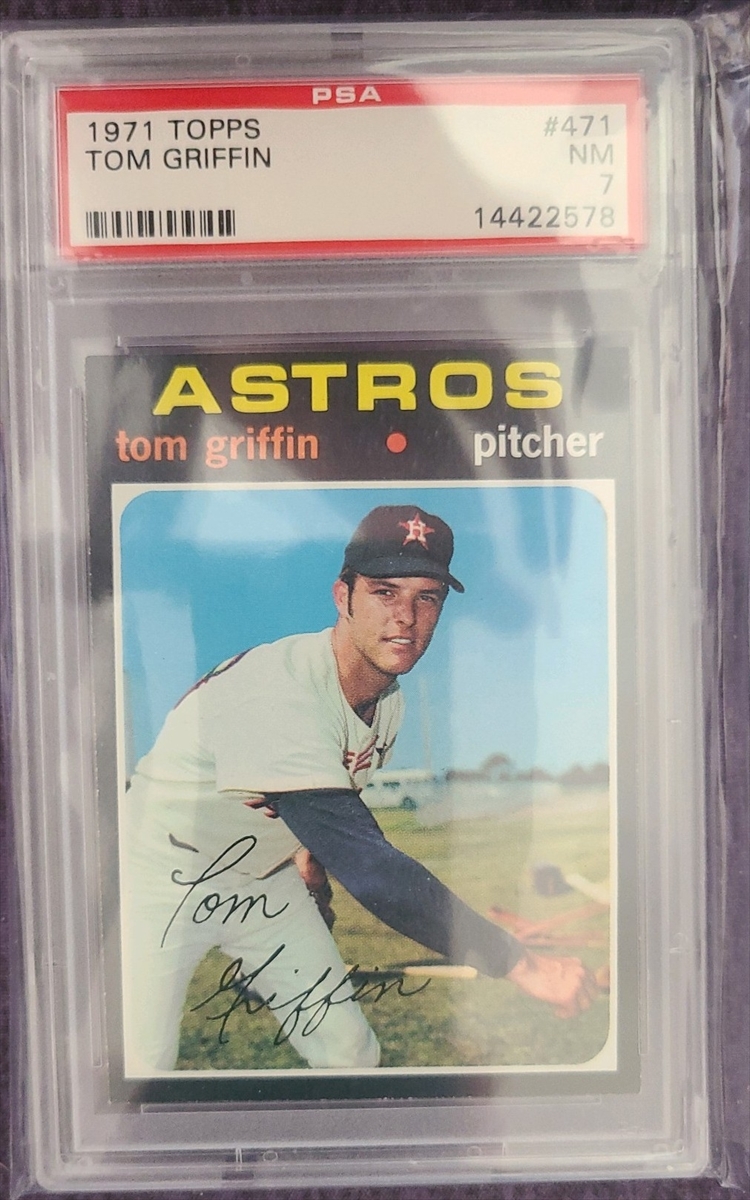 PSA
1971 TOPPS #471
TOM GRIFFIN NM
7
14422578
ASTROS
tom griffin • pitcher
H
Tom
Griffin